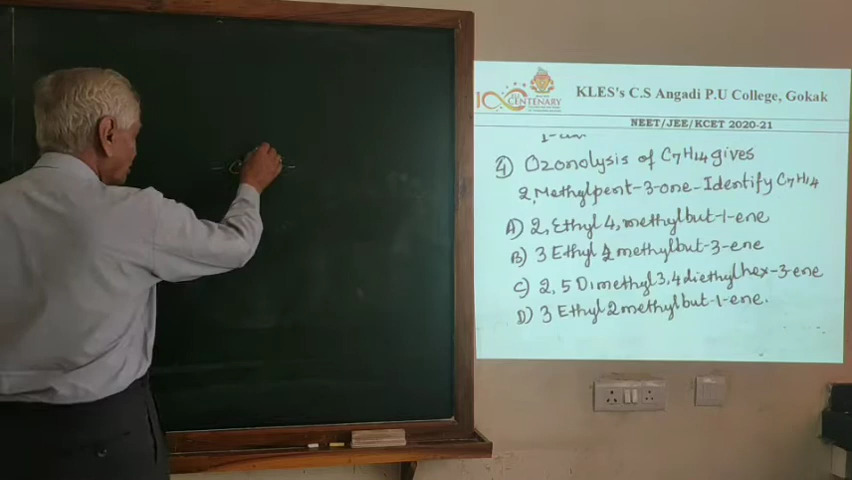 CENTENARY
KLES's C.S Angadi P.U College, Gokak
NEET/JEE/KCET 2020-21
④ Ozonolysis of C₇H₁₄ gives
2,Methylpent-3-one-Identify C₇H₁₄
A) 2,Ethyl 4,methylbut-1-ene
B) 3 Ethyl 2 methylbut-3-ene
C) 2,5 Dimethyl 3,4 diethylhex-3-ene
D) 3 Ethyl 2 methylbut-1-ene.